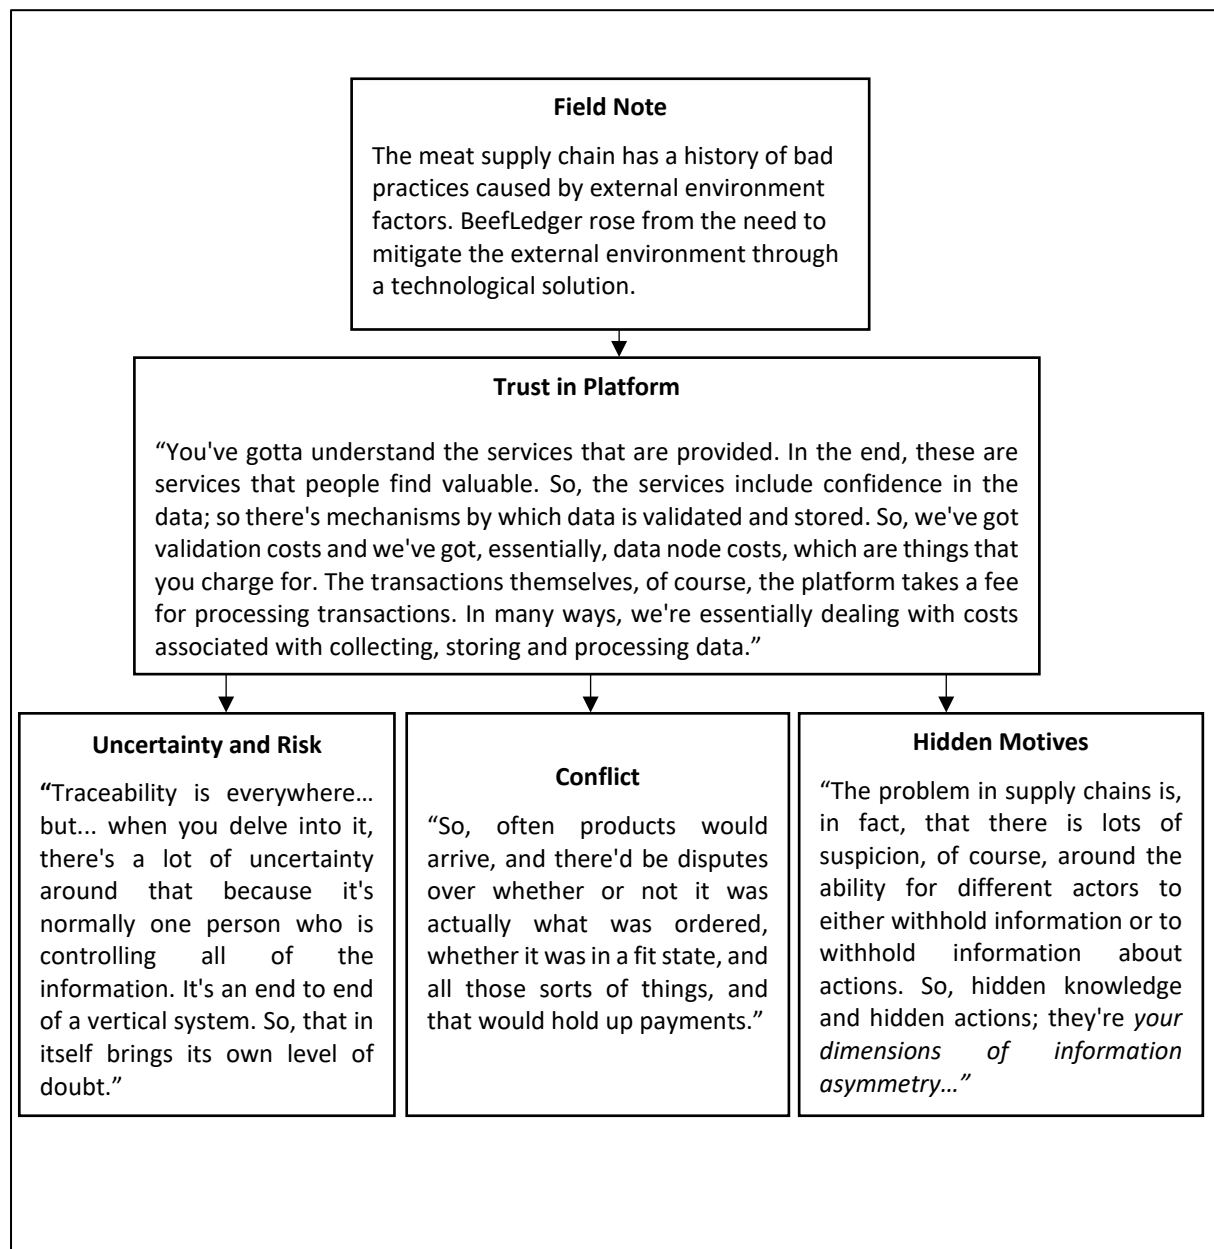 Field Note
The meat supply chain has a history of bad
practices caused by external environment
factors. BeefLedger rose from the need to
mitigate the external environment through
a technological solution.
Trust in Platform
“You've gotta understand the services that are provided. In the end, these are
services that people find valuable. So, the services include confidence in the
data; so there's mechanisms by which data is validated and stored. So, we've got
validation costs and we've got, essentially, data node costs, which are things that
you charge for. The transactions themselves, of course, the platform takes a fee
for processing transactions. In many ways, we're essentially dealing with costs
associated with collecting, storing and processing data.”
Uncertainty and Risk
“Traceability is everywhere…
but... when you delve into it,
there's a lot of uncertainty
around that because it's
normally one person who is
controlling all of the
information. It's an end to end
of a vertical system. So, that in
itself brings its own level of
doubt.”
Conflict
“So, often products would
arrive, and there'd be disputes
over whether or not it was
actually what was ordered,
whether it was in a fit state, and
all those sorts of things, and
that would hold up payments.”
Hidden Motives
“The problem in supply chains is,
in fact, that there is lots of
suspicion, of course, around the
ability for different actors to
either withhold information or to
withhold information about
actions. So, hidden knowledge
and hidden actions; they're your
dimensions of information
asymmetry…”